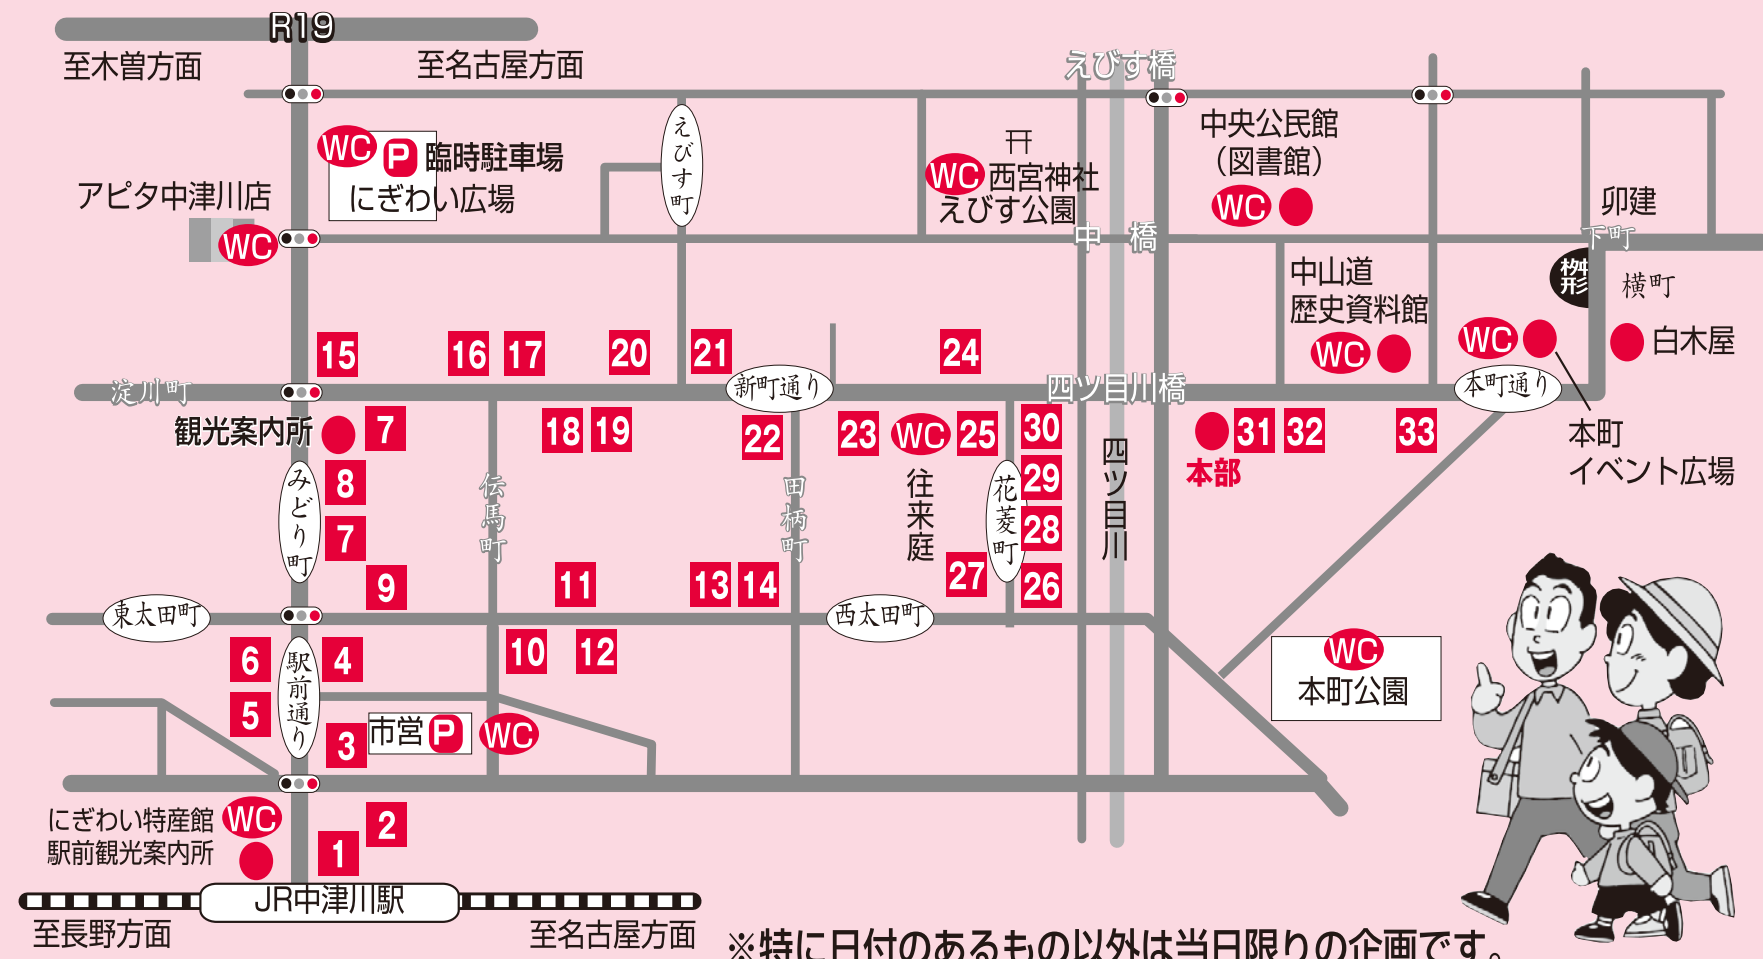 R19
至木曽方面
至名古屋方面
えびす橋
WC P 臨時駐車場
にぎわい広場
えびす町
WC 西宮神社
えびす公園
中央公民館
(図書館)
WC
アピタ中津川店
WC
中橋
卯建
下町
桝形
横町
中山道
歴史資料館
WC
WC
白木屋
15
16
17
20
21
24
淀川町
新町通り
四ツ目川橋
本町通り
観光案内所
7
18
19
22
23
WC
25
30
31
32
33
本部
本町
イベント広場
みどり町
8
7
9
伝馬町
田柄町
往来庭
花菱町
29
28
26
27
四ツ目川
11
13
14
東太田町
西太田町
6
5
駅前通り
4
3
10
12
市営 P WC
WC
本町公園
にぎわい特産館
駅前観光案内所
WC
1
2
JR中津川駅
至長野方面
至名古屋方面
※特に日付のあるもの以外は当日限りの企画です。